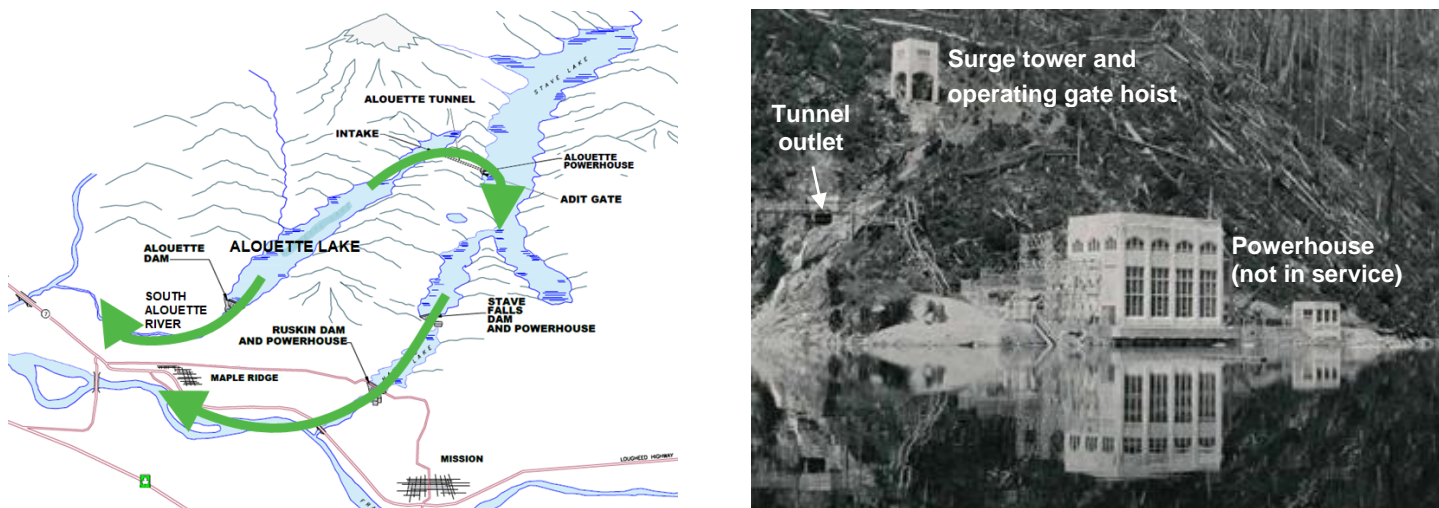 STAVE LAKE
ALOUETTE TUNNEL
INTAKE
ALOUETTE
POWERHOUSE
ADIT GATE
ALOUETTE LAKE
ALOUETTE
DAM
SOUTH
ALOUETTE
RIVER
STAVE
FALLS
DAM
AND POWERHOUSE
RUSKIN DAM
AND POWERHOUSE
LAKE
7
MAPLE RIDGE
MISSION
LOUGHEED HIGHWAY
Surge tower and
operating gate hoist
Tunnel
outlet
Powerhouse
(not in service)